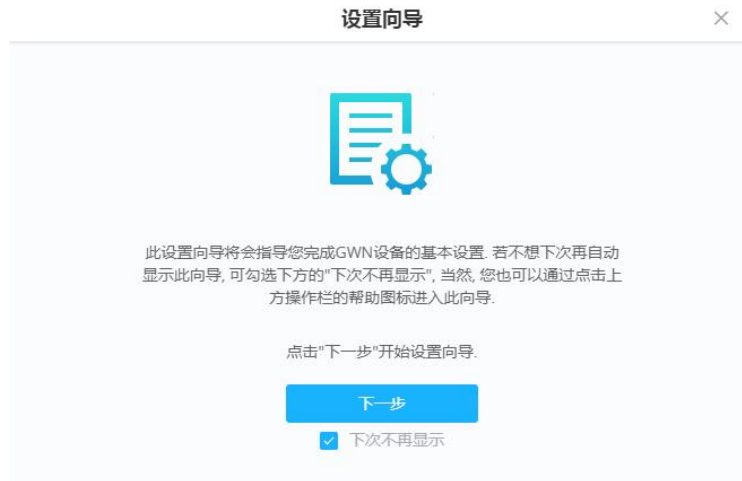 设置向导
此设置向导将会指导您完成GWN设备的基本设置. 若不想下次再自动
显示此向导, 可勾选下方的"下次不再显示", 当然, 您也可以通过点击上
方操作栏的帮助图标进入此向导.
点击"下一步"开始设置向导.
下一步
下次不再显示